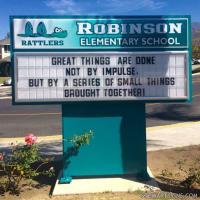 ROBINSON
RATTLERS ELEMENTARY SCHOOL
GREAT THINGS ARE DONE
NOT BY IMPULSE,
BUT BY A SERIES OF SMALL THINGS
BROUGHT TOGETHER!